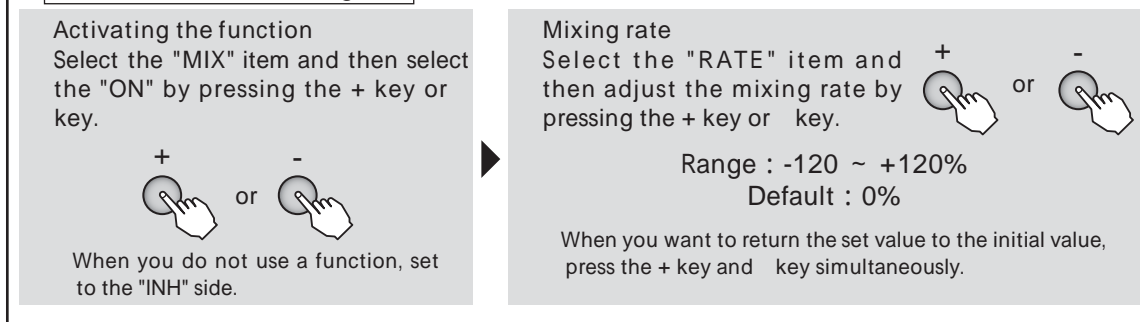 Activating the function
Select the "MIX" item and then select
the "ON" by pressing the + key or
key.
+ -
or
When you do not use a function, set
to the "INH" side.
Mixing rate
Select the "RATE" item and
then adjust the mixing rate by
pressing the + key or key.
+ -
or
Range : -120 ~ +120%
Default : 0%
When you want to return the set value to the initial value,
press the + key and key simultaneously.